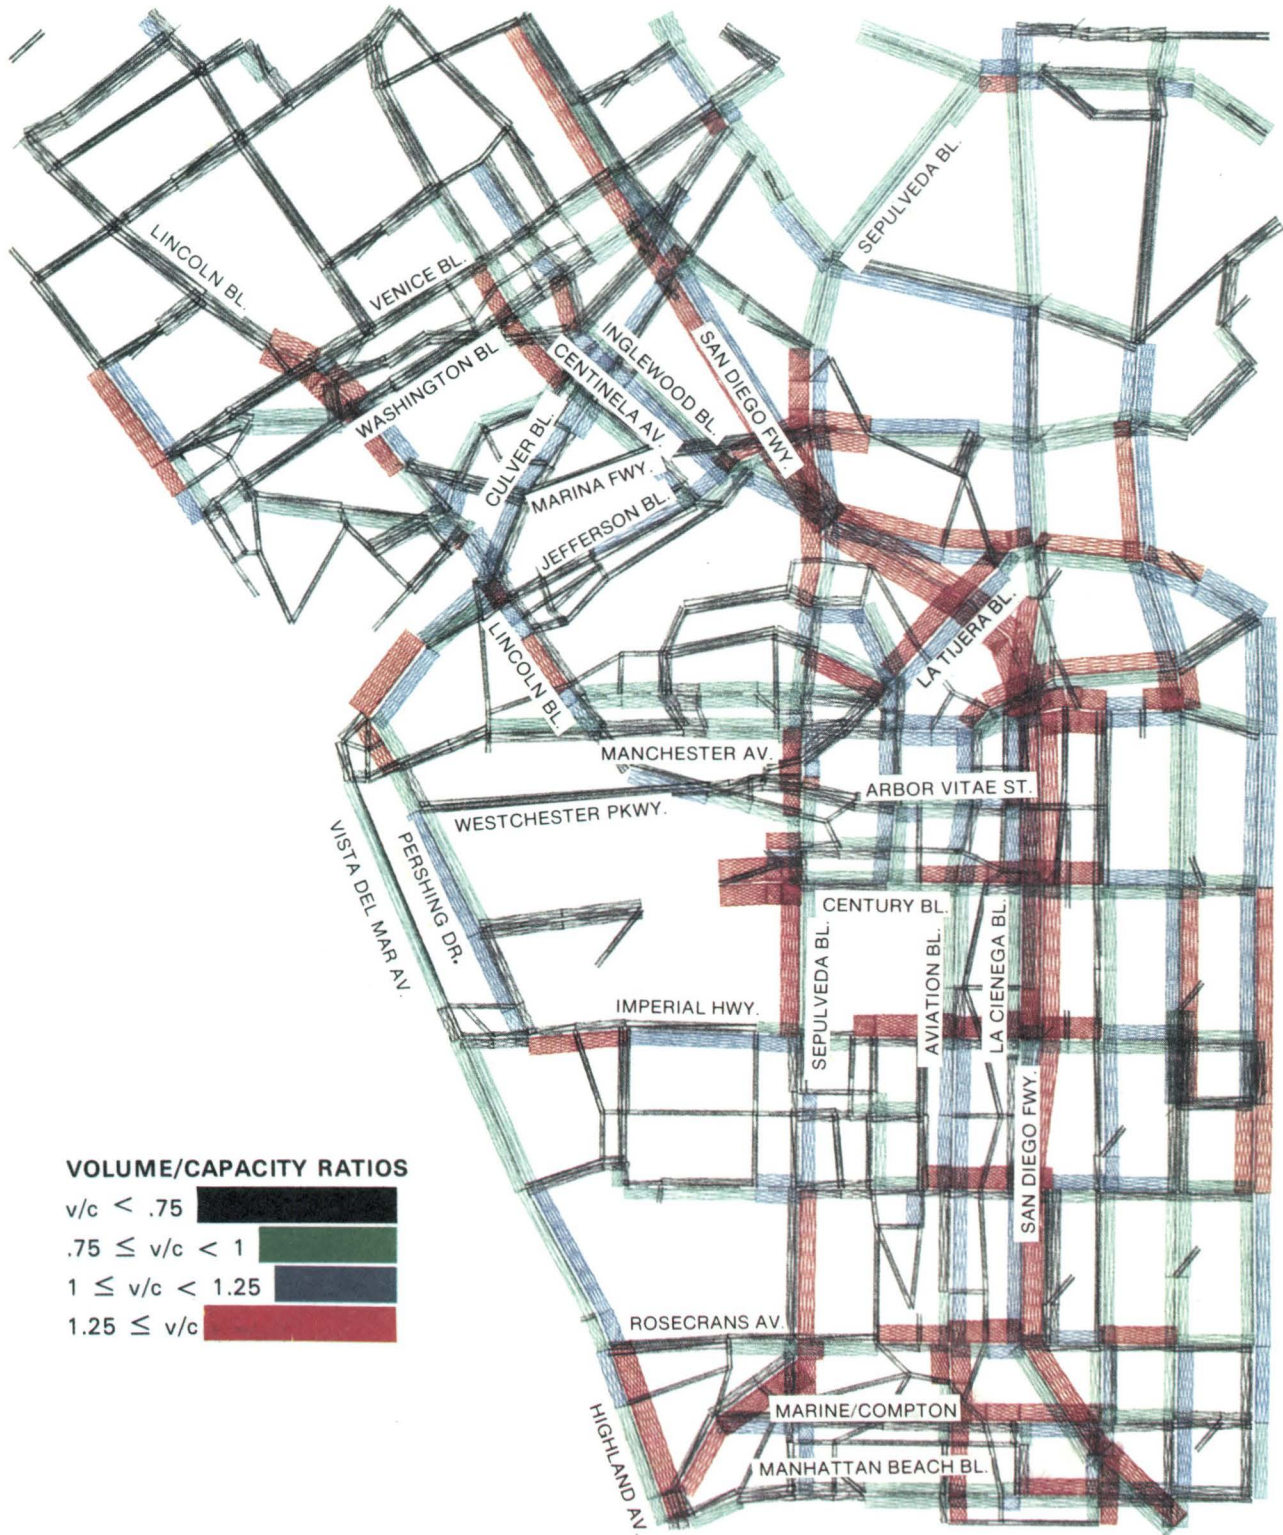 SEPULVEDA BL.
LINCOLN BL.
VENICE BL.
WASHINGTON BL
INGLEWOOD BL.
CENTINELA AV.
SAN DIEGO FWY.
CULVER BL.
MARINA FWY.
JEFFERSON BL.
LINCOLN BL.
LA TIJERA BL.
MANCHESTER AV.
ARBOR VITAE ST.
WESTCHESTER PKWY.
VISTA DEL MAR AV.
PERSHING DR.
CENTURY BL.
SEPULVEDA BL.
AVIATION BL.
LA CIENEGA BL.
IMPERIAL HWY.
SAN DIEGO FWY.
VOLUME/CAPACITY RATIOS
v/c < .75
.75 ≤ v/c < 1
1 ≤ v/c < 1.25
1.25 ≤ v/c
ROSECRANS AV.
MARINE/COMPTON
HIGHLAND AV.
MANHATTAN BEACH BL.